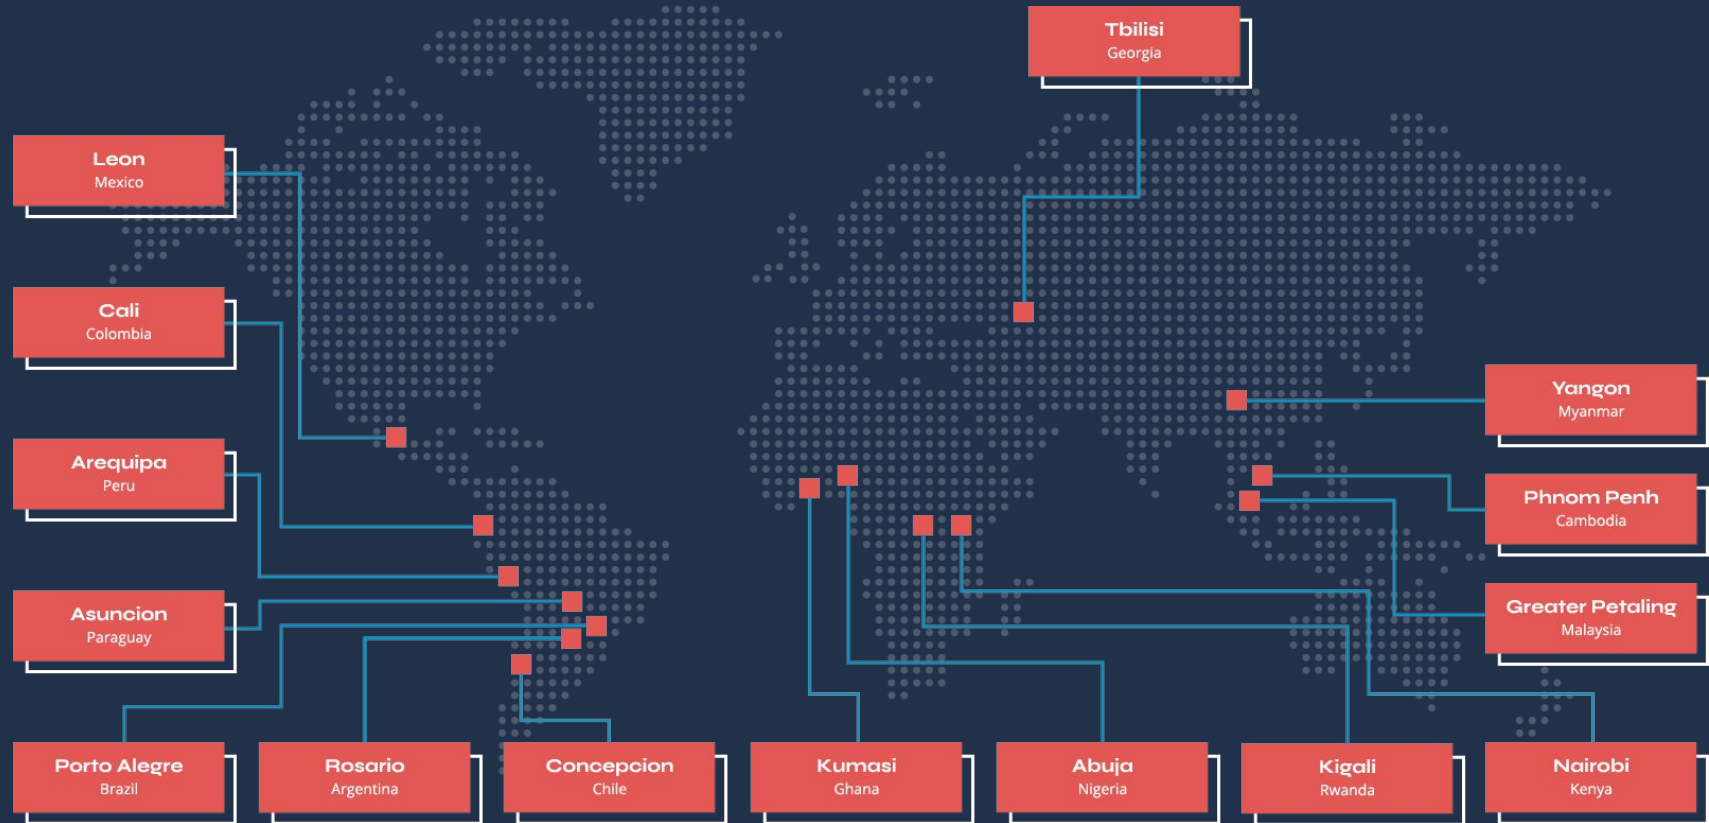 Tbilisi
Georgia
Leon
Mexico
Cali
Colombia
Yangon
Myanmar
Arequipa
Peru
Phnom Penh
Cambodia
Asuncion
Paraguay
Greater Petaling
Malaysia
Porto Alegre
Brazil
Rosario
Argentina
Concepcion
Chile
Kumasi
Ghana
Abuja
Nigeria
Kigali
Rwanda
Nairobi
Kenya